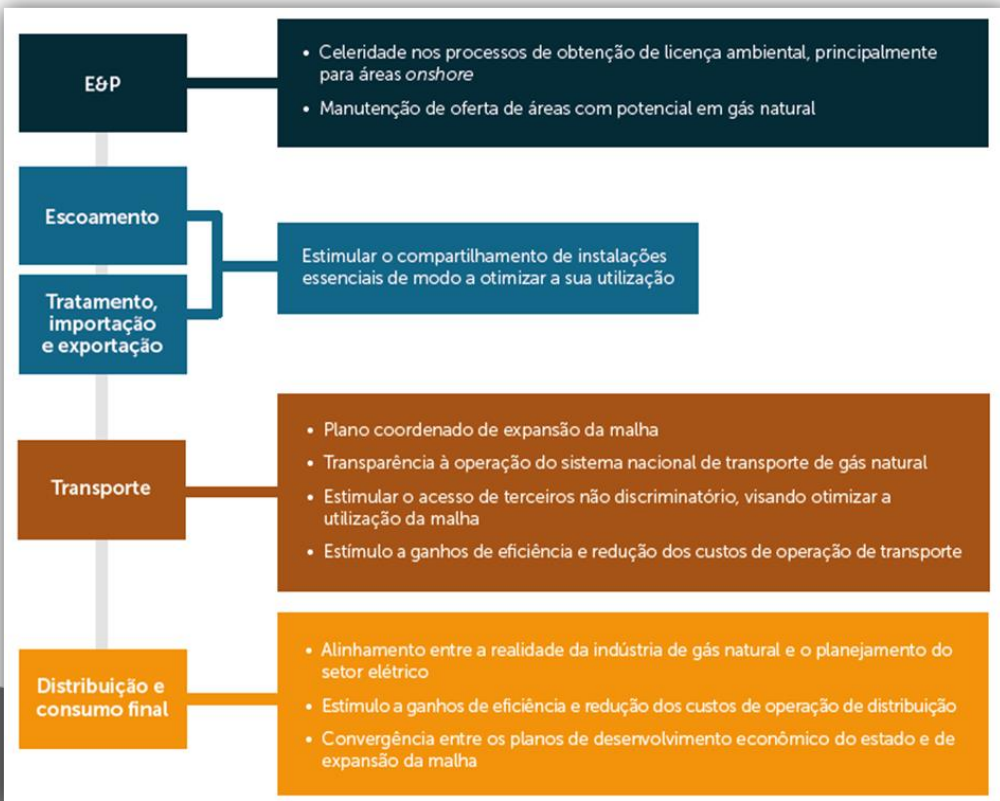 E&P
• Celeridade nos processos de obtenção de licença ambiental, principalmente
para áreas onshore
• Manutenção de oferta de áreas com potencial em gás natural
Escoamento
Tratamento,
importação
e exportação
Estimular o compartilhamento de instalações
essenciais de modo a otimizar a sua utilização
Transporte
• Plano coordenado de expansão da malha
• Transparência à operação do sistema nacional de transporte de gás natural
• Estimular o acesso de terceiros não discriminatório, visando otimizar a
utilização da malha
• Estímulo a ganhos de eficiência e redução dos custos de operação de transporte
Distribuição e
consumo final
• Alinhamento entre a realidade da indústria de gás natural e o planejamento do
setor elétrico
• Estímulo a ganhos de eficiência e redução dos custos de operação de distribuição
• Convergência entre os planos de desenvolvimento econômico do estado e de
expansão da malha